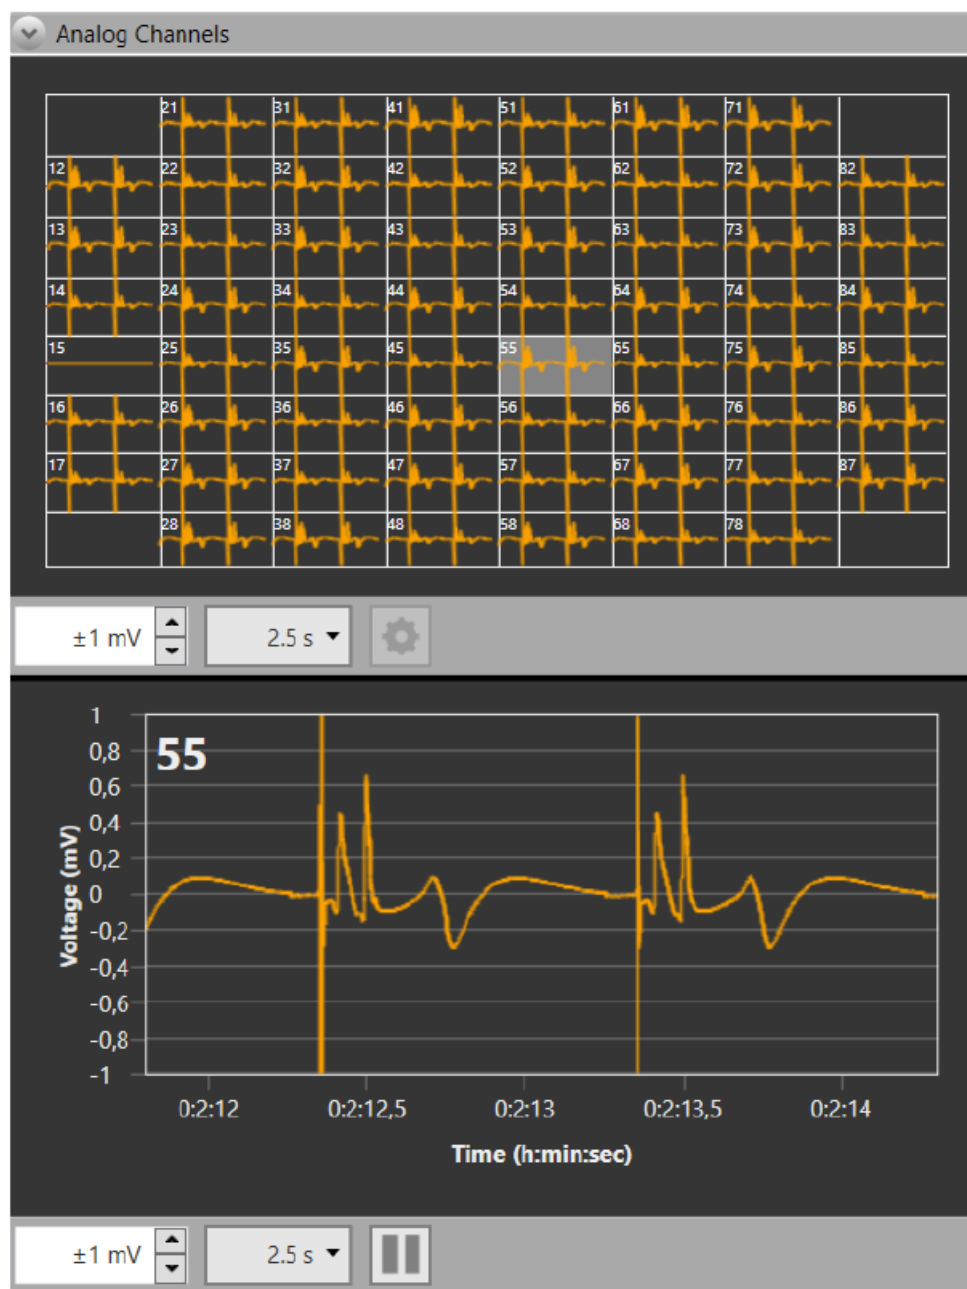 Analog Channels
21 31 41 51 61 71
12 22 32 42 52 62 72 82
13 23 33 43 53 63 73 83
14 24 34 44 54 64 74 84
15 25 35 45 55 65 75 85
16 26 36 46 56 66 76 86
17 27 37 47 57 67 77 87
28 38 48 58 68 78
±1 mV 2.5 s
55
1
0,8
0,6
0,4
0,2
0
-0,2
-0,4
-0,6
-0,8
-1
Voltage (mV)
0:2:12 0:2:12,5 0:2:13 0:2:13,5 0:2:14
Time (h:min:sec)
±1 mV 2.5 s